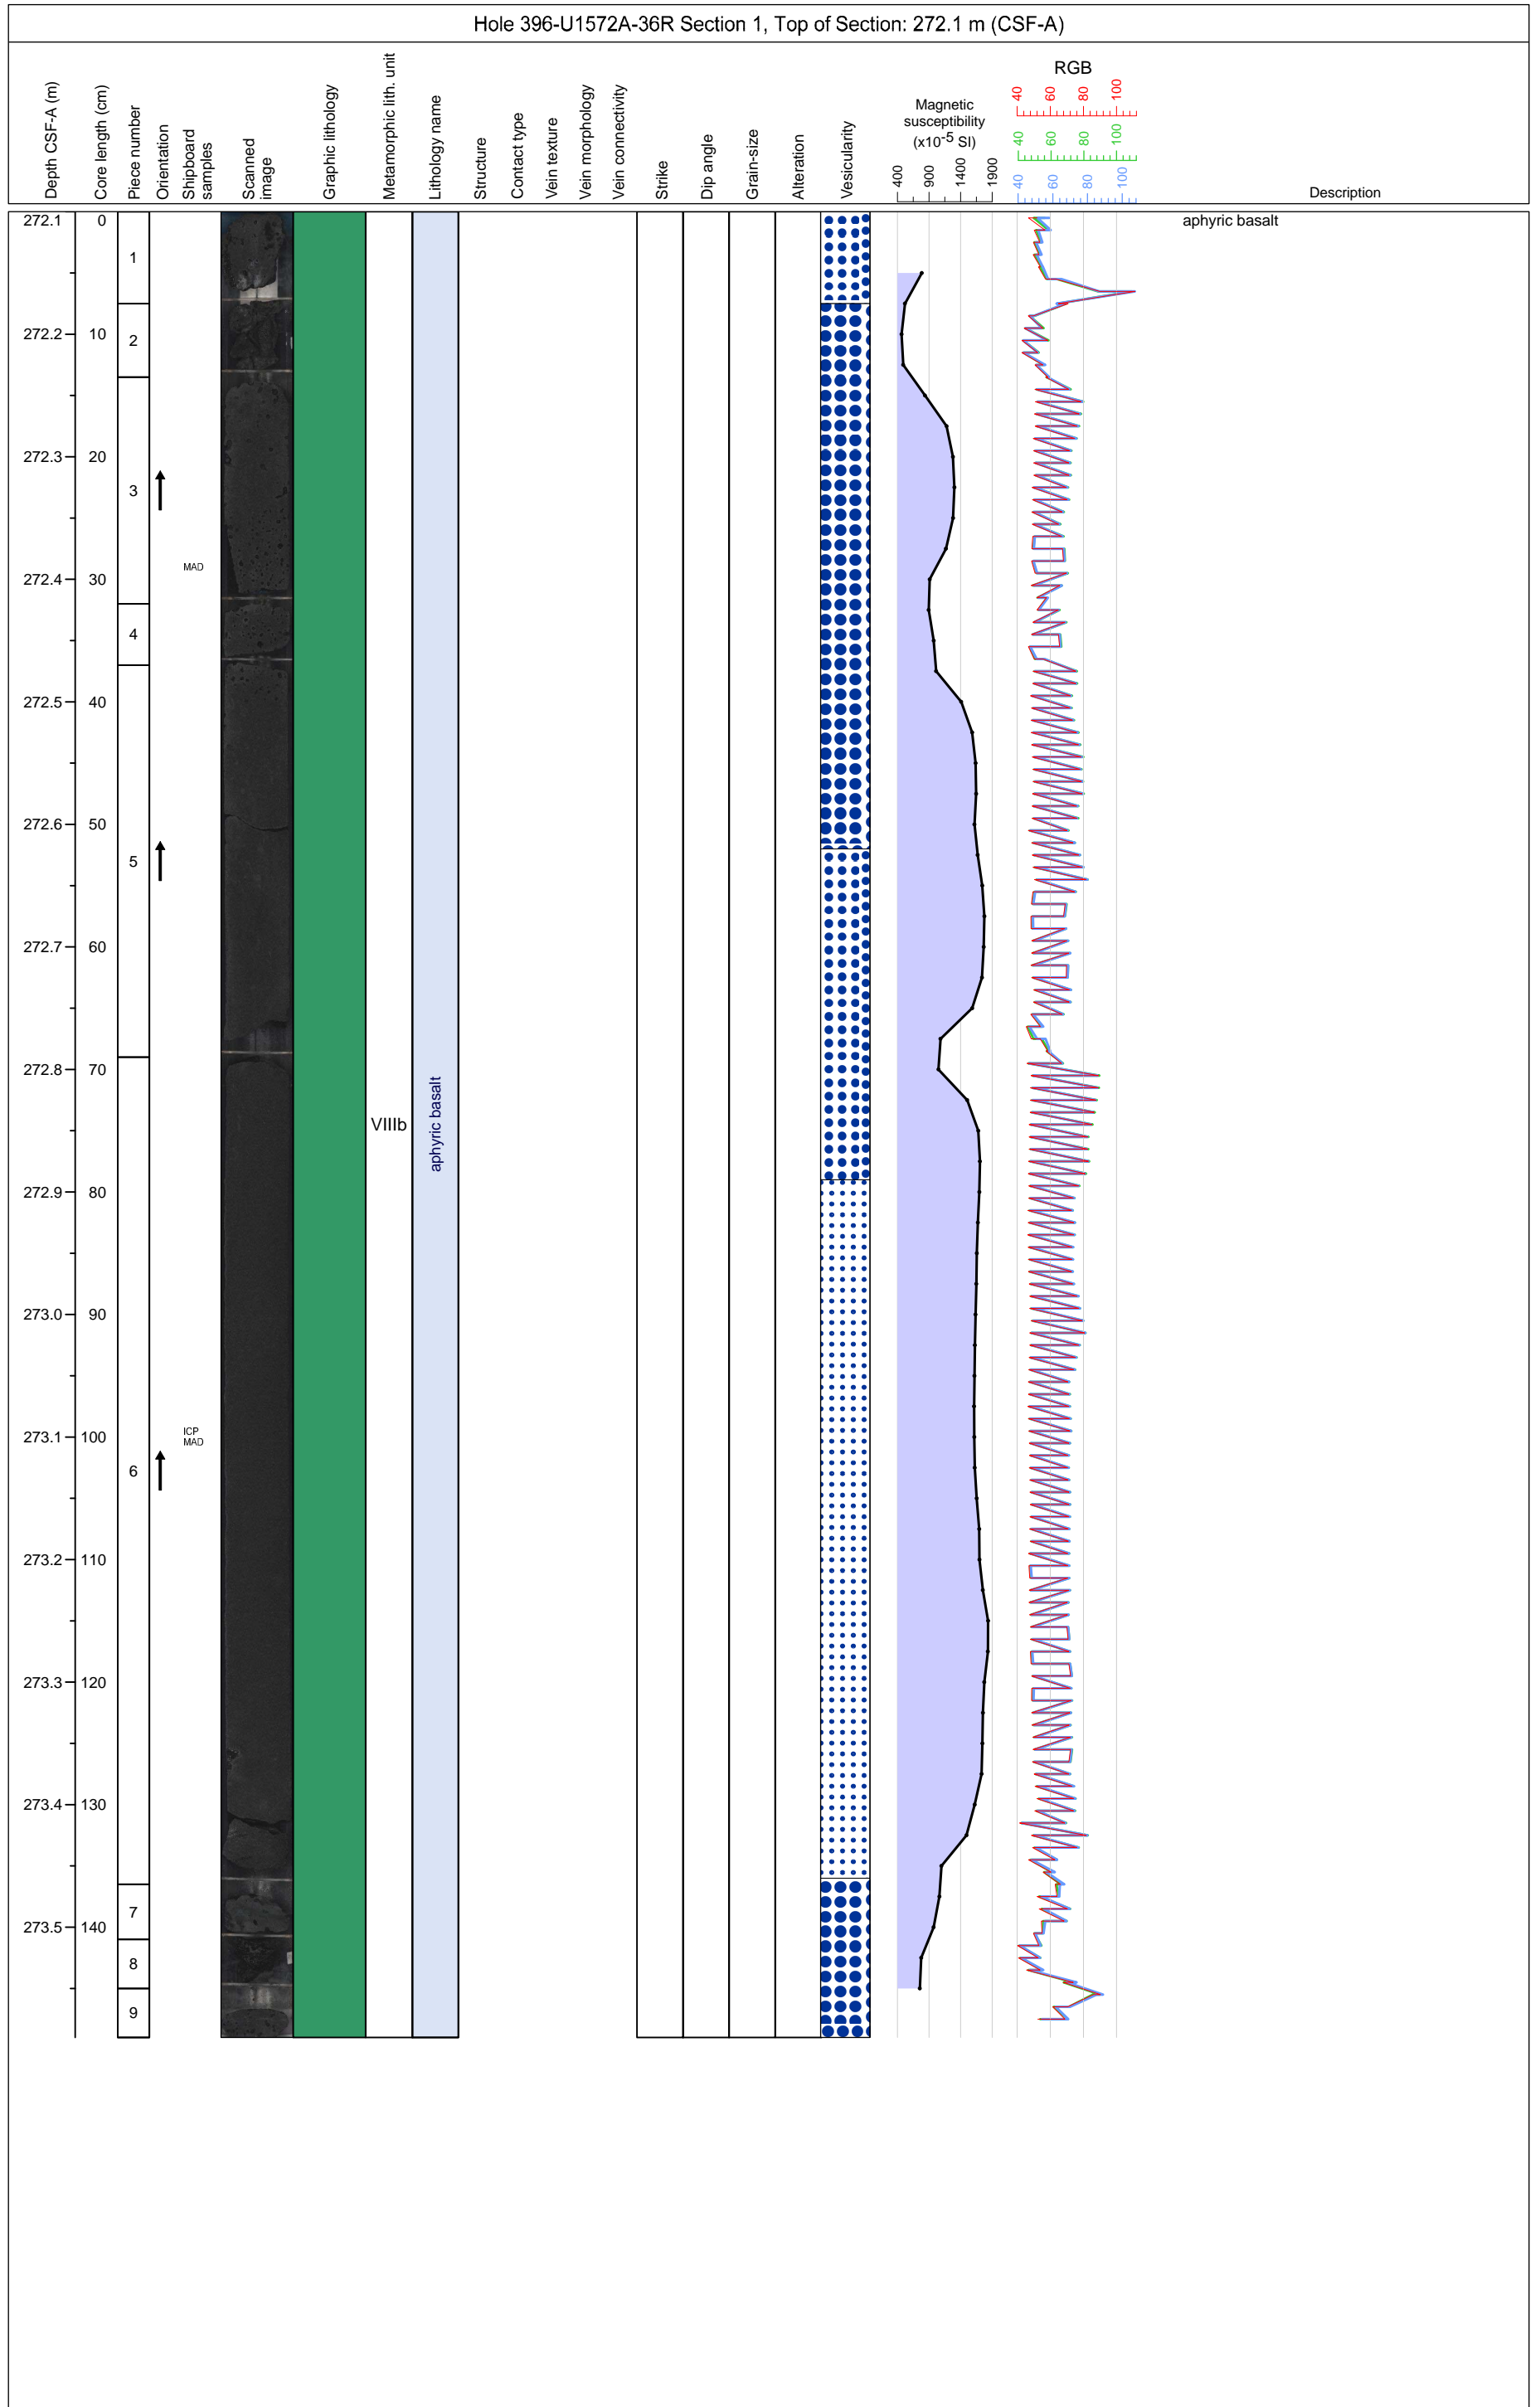 Hole 396-U1572A-36R Section 1, Top of Section: 272.1 m (CSF-A)
Depth CSF-A (m)
Core length (cm)
Piece number
Orientation
Shipboard
samples
Scanned
image
Graphic lithology
Metamorphic lith. unit
Lithology name
Structure
Contact type
Vein texture
Vein morphology
Vein connectivity
Strike
Dip angle
Grain-size
Alteration
Vesicularity
Magnetic
susceptibility
(x10-5 SI)
400 900 1400 1900
RGB
40 60 80 100
40 60 80 100
40 60 80 100
Description
272.1 0
aphyric basalt
1
272.2 10
2
272.3 20
3
MAD
272.4 30
4
272.5 40
272.6 50
5
272.7 60
272.8 70
VIIIb
aphyric basalt
272.9 80
273.0 90
273.1 100
ICP
MAD
6
273.2 110
273.3 120
273.4 130
7
273.5 140
8
9